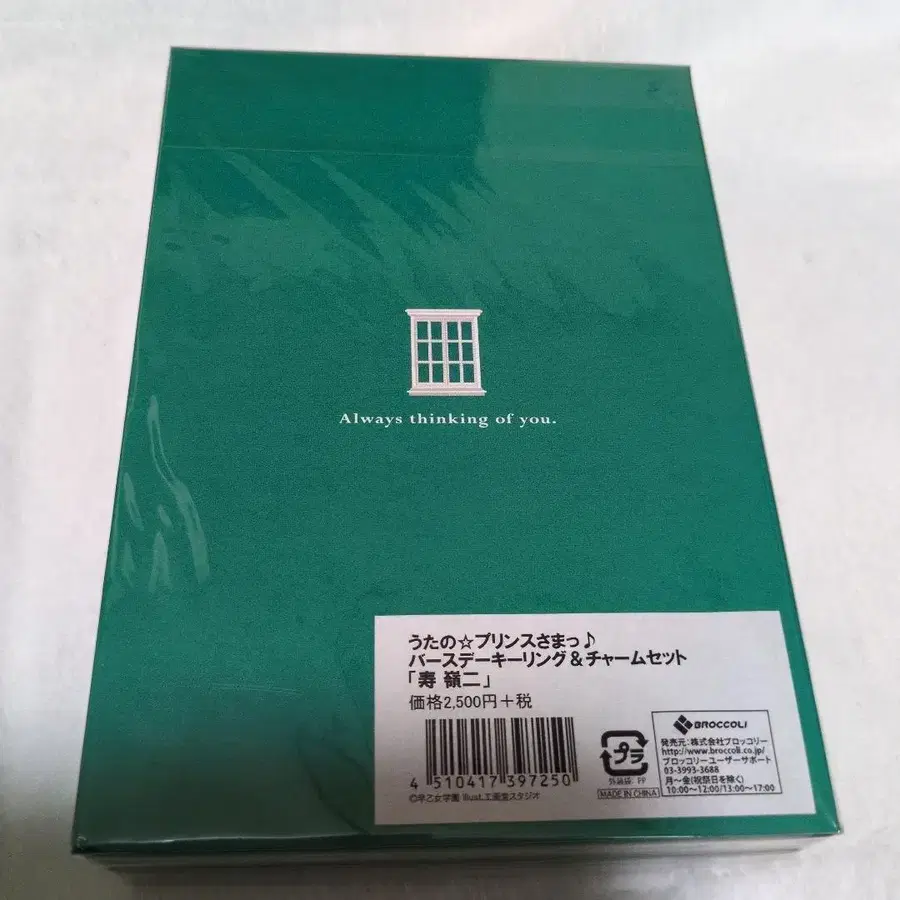 Always thinking of you.
うたの☆プリンスさまっ♪
バースデーキーリング&チャームセット
「寿 嶺二」
価格2,500円+税
4 510417 397250
©早乙女学園 Illust.工画堂スタジオ
プラ
外装袋: PP
MADE IN CHINA
BROCCOLI
発売元:株式会社ブロッコリー
http://www.broccoli.co.jp/
ブロッコリーユーザーサポート
03-3993-3688
月～金(祝祭日を除く)
10:00～12:00/13:00～17:00